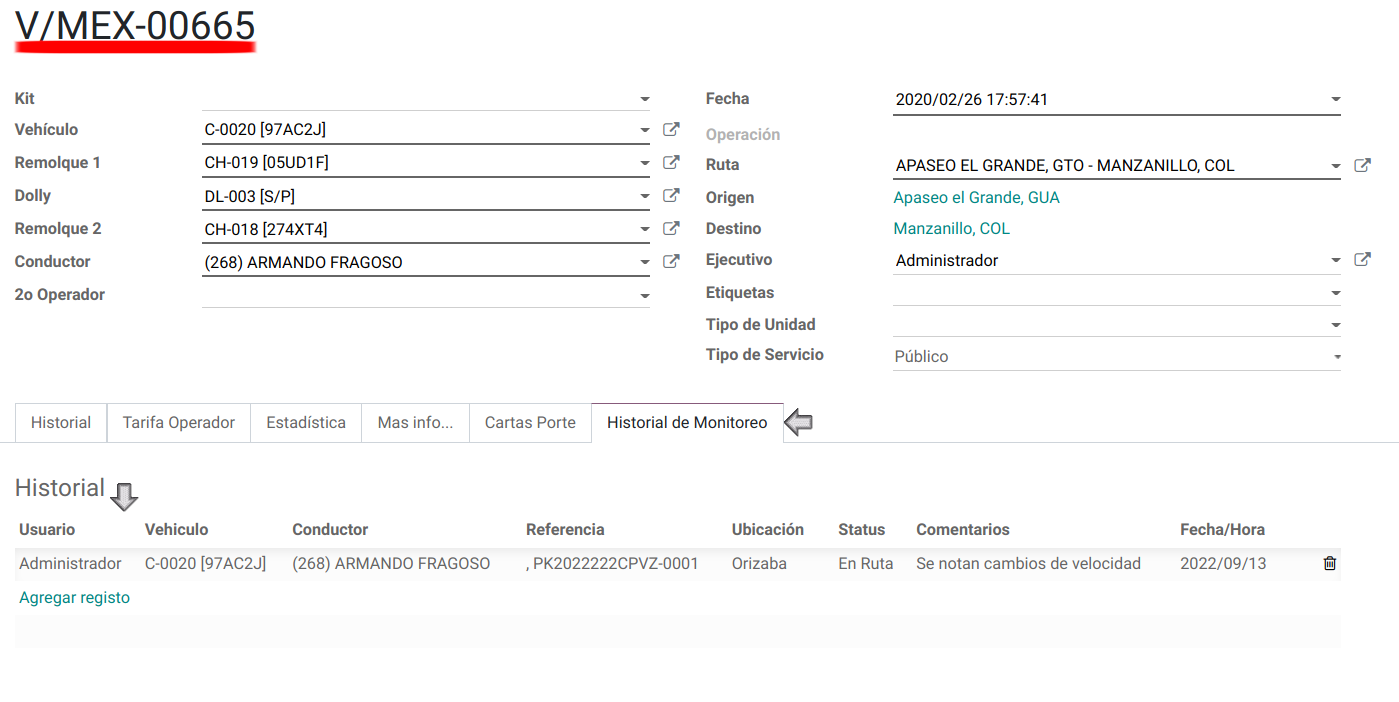 V/MEX-00665
Kit
Vehículo C-0020 [97AC2J]
Remolque 1 CH-019 [05UD1F]
Dolly DL-003 [S/P]
Remolque 2 CH-018 [274XT4]
Conductor (268) ARMANDO FRAGOSO
2o Operador
Fecha 2020/02/26 17:57:41
Operación
Ruta APASEO EL GRANDE, GTO - MANZANILLO, COL
Origen Apaseo el Grande, GUA
Destino Manzanillo, COL
Ejecutivo Administrador
Etiquetas
Tipo de Unidad
Tipo de Servicio Público
Historial Tarifa Operador Estadística Mas info... Cartas Porte Historial de Monitoreo
Historial
Usuario Vehiculo Conductor Referencia Ubicación Status Comentarios Fecha/Hora
Administrador C-0020 [97AC2J] (268) ARMANDO FRAGOSO , PK2022222CPVZ-0001 Orizaba En Ruta Se notan cambios de velocidad 2022/09/13
Agregar registo